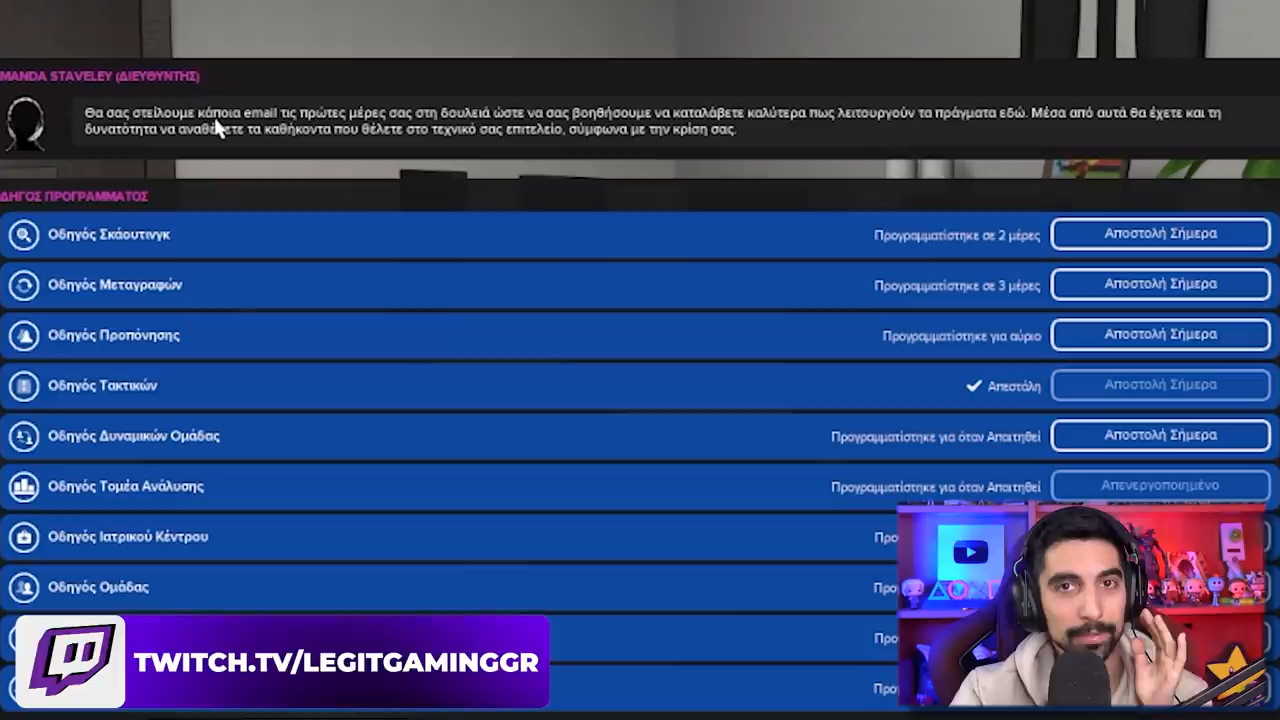 MANDA STAVELEY (ΔΙΕΥΘΥΝΤΗΣ)
Θα σας στείλουμε κάποια email τις πρώτες μέρες σας στη δουλειά ώστε να σας βοηθήσουμε να καταλάβετε καλύτερα πως λειτουργούν τα πράγματα εδώ. Μέσα από αυτά θα έχετε και τη
δυνατότητα να αναθέσετε τα καθήκοντα που θέλετε στο τεχνικό σας επιτελείο, σύμφωνα με την κρίση σας.
ΔΗΓΟΣ ΠΡΟΓΡΑΜΜΑΤΟΣ
Οδηγός Σκάουτινγκ Προγραμματίστηκε σε 2 μέρες Αποστολή Σήμερα
Οδηγός Μεταγραφών Προγραμματίστηκε σε 3 μέρες Αποστολή Σήμερα
Οδηγός Προπόνησης Προγραμματίστηκε για αύριο Αποστολή Σήμερα
Οδηγός Τακτικών Απεστάλη Αποστολή Σήμερα
Οδηγός Δυναμικών Ομάδας Προγραμματίστηκε για όταν Απαιτηθεί Αποστολή Σήμερα
Οδηγός Τομέα Ανάλυσης Προγραμματίστηκε για όταν Απαιτηθεί Απενεργοποιημένο
Οδηγός Ιατρικού Κέντρου Προ
Οδηγός Ομάδας Προ
Προ
Προ
TWITCH.TV/LEGITGAMINGGR